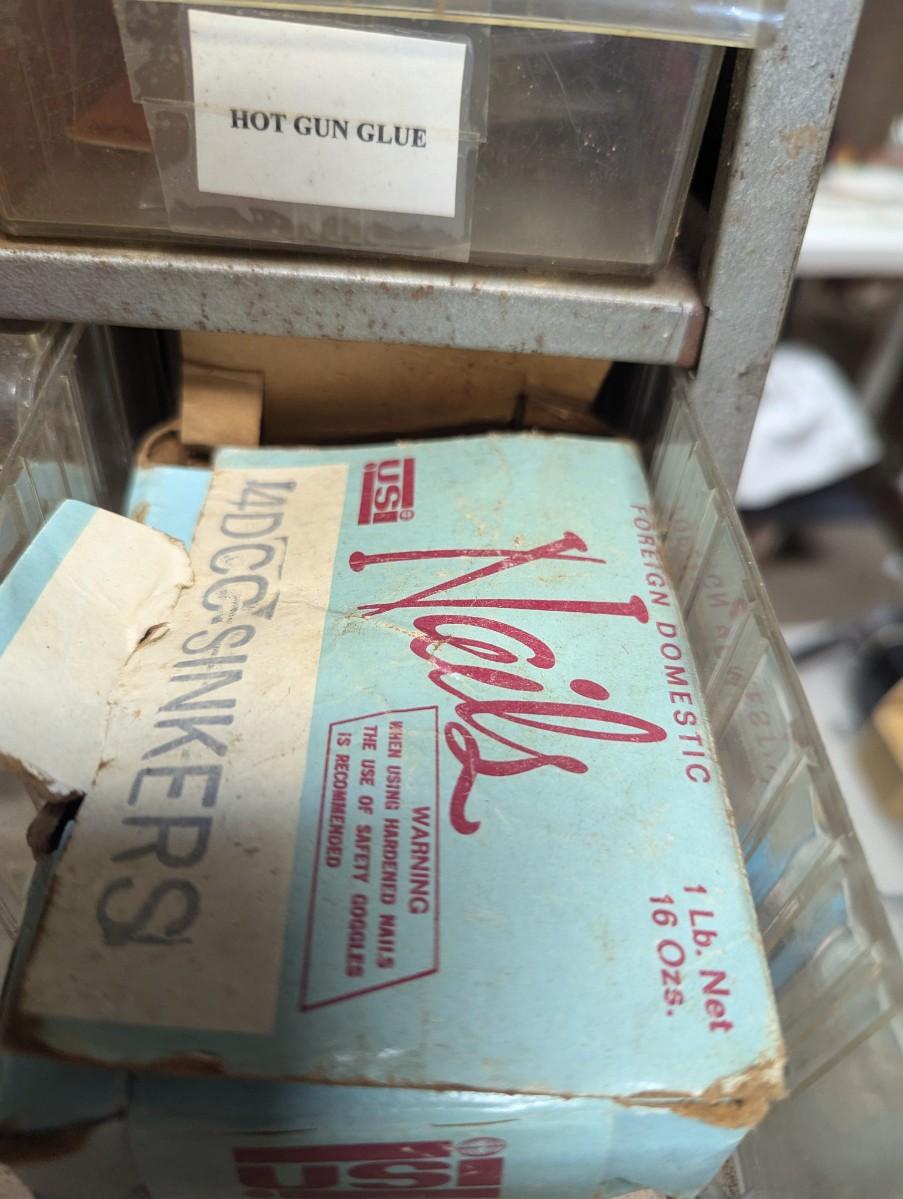 HOT GUN GLUE
FOREIGN DOMESTIC
USI
Nails
1 Lb. Net
16 Ozs.
WARNING
WHEN USING HARDENED NAILS
THE USE OF SAFETY GOGGLES
IS RECOMMENDED
14DCC SINKERS
USI